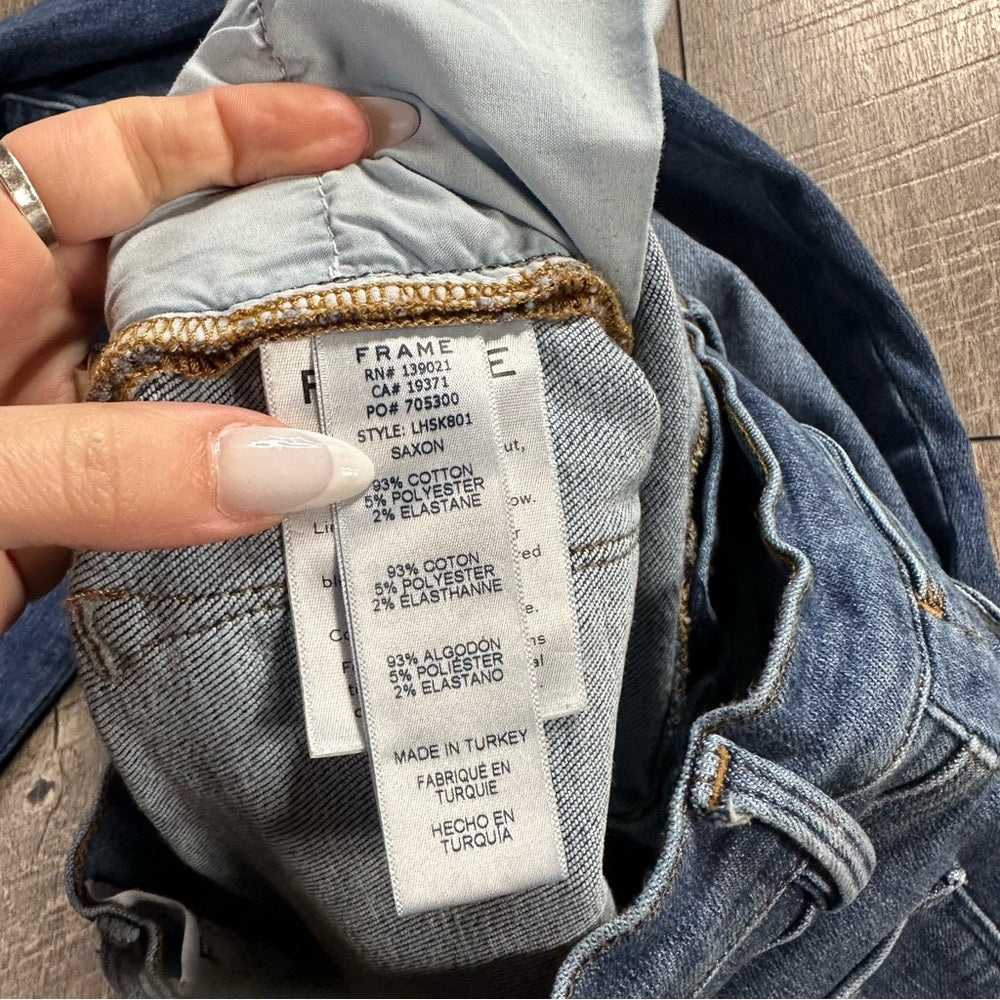 FRAME
RN# 139021
CA# 19371
PO# 705300
STYLE: LHSK801
SAXON
93% COTTON
5% POLYESTER
2% ELASTANE
93% COTON
5% POLYESTER
2% ÉLASTHANNE
93% ALGODÓN
5% POLIÉSTER
2% ELASTANO
MADE IN TURKEY
FABRIQUÉ EN
TURQUIE
HECHO EN
TURQUÍA